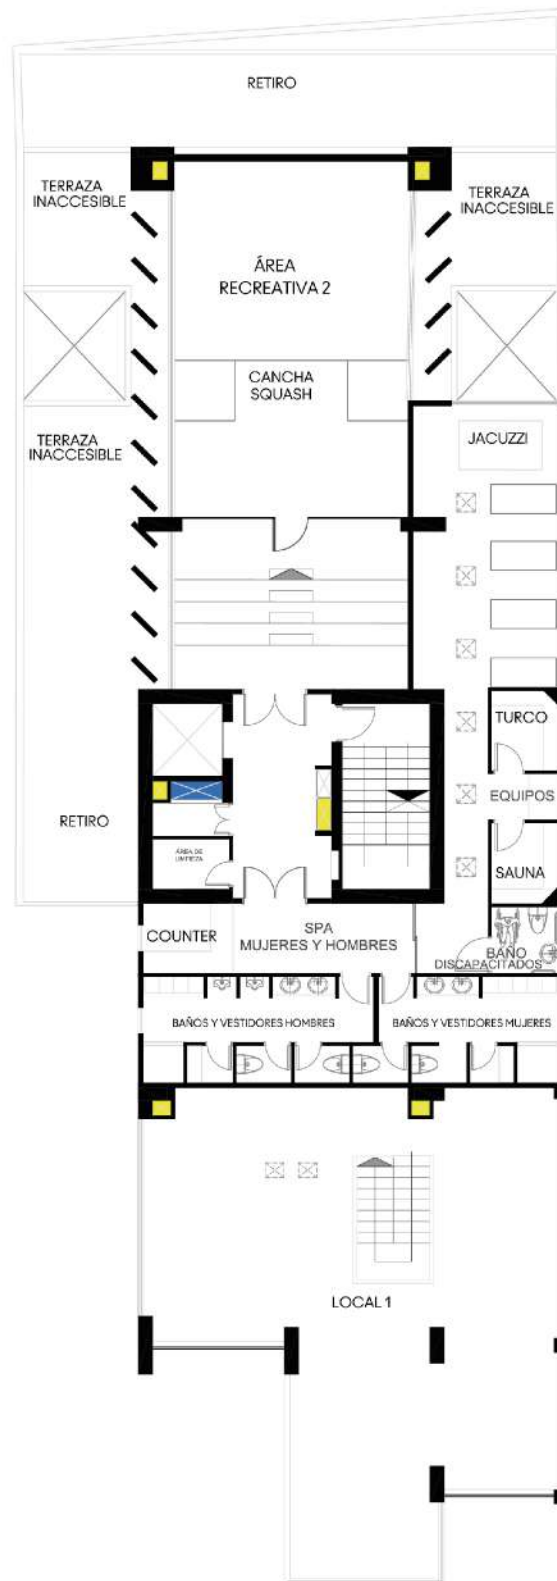 RETIRO
TERRAZA
INACCESIBLE
TERRAZA
INACCESIBLE
ÁREA
RECREATIVA 2
CANCHA
SQUASH
TERRAZA
INACCESIBLE
JACUZZI
TURCO
EQUIPOS
RETIRO
ÁREA DE
LIMPIEZA
SAUNA
COUNTER
SPA
MUJERES Y HOMBRES
BAÑO
DISCAPACITADOS
BAÑOS Y VESTIDORES HOMBRES
BAÑOS Y VESTIDORES MUJERES
LOCAL 1